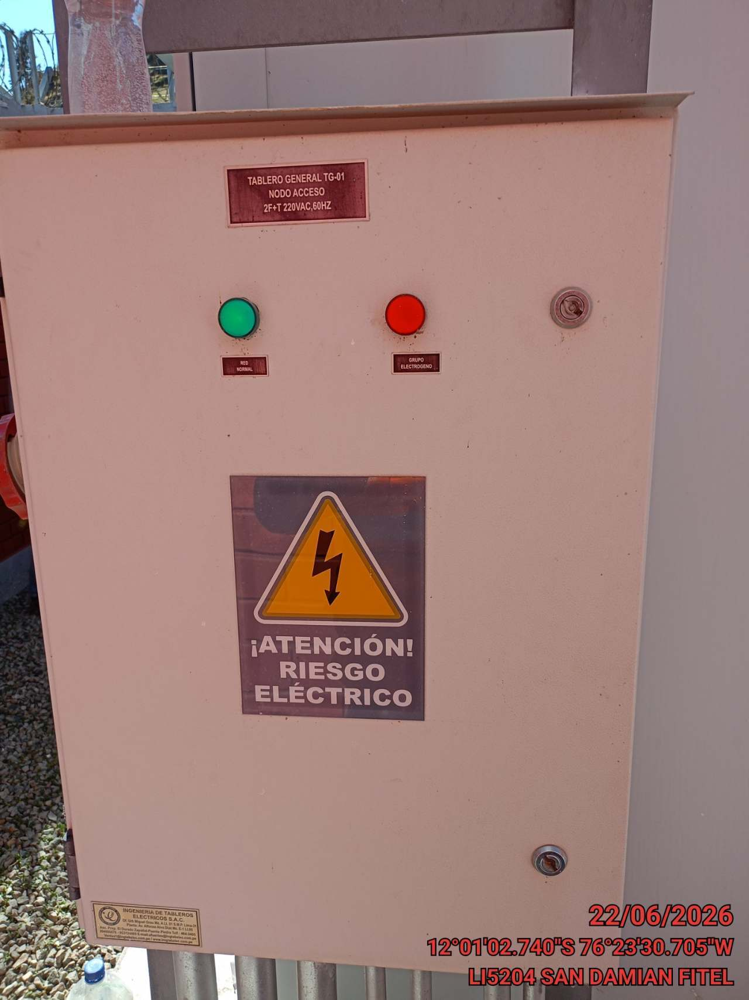 TABLERO GENERAL TG-01
NODO ACCESO
2F+T 220VAC,60HZ
RED
NORMAL
GRUPO
ELECTROGENO
¡ATENCIÓN!
RIESGO
ELÉCTRICO
INGENIERIA DE TABLEROS
ELECTRICOS S.A.C.
22/06/2026
12°01'02.740"S 76°23'30.705"W
LI5204 SAN DAMIAN FITEL